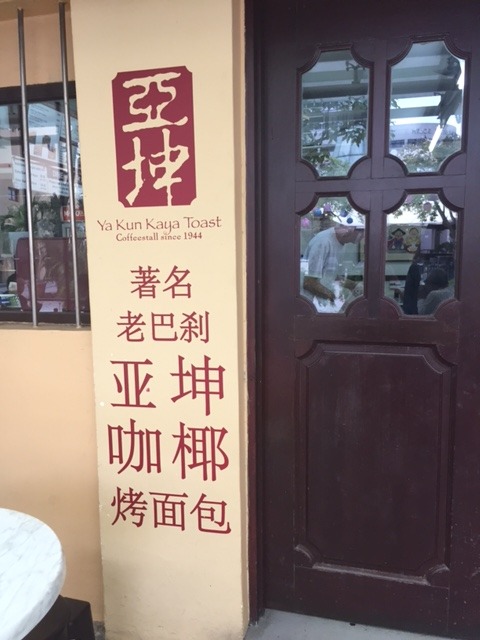 亞坤
Ya Kun Kaya Toast
Coffeestall since 1944
著名
老巴刹
亚坤
咖椰
烤面包